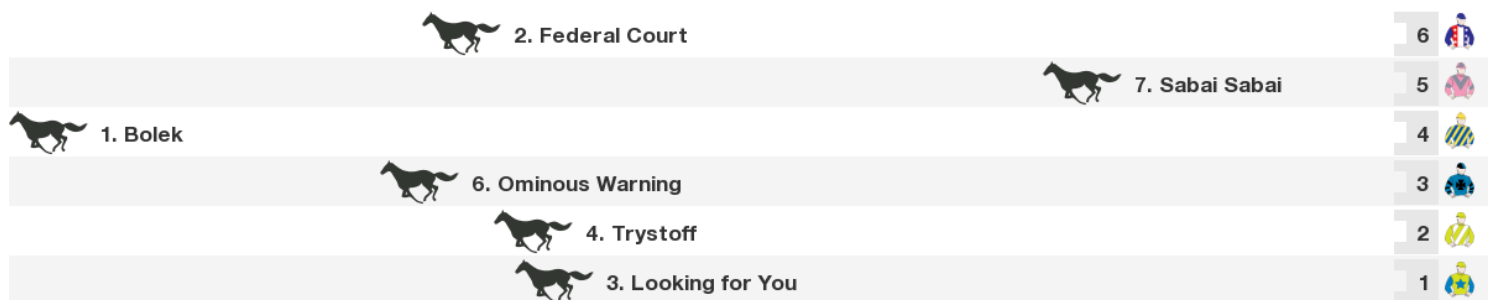 2. Federal Court 6
7. Sabai Sabai 5
1. Bolek 4
6. Ominous Warning 3
4. Trystoff 2
3. Looking for You 1